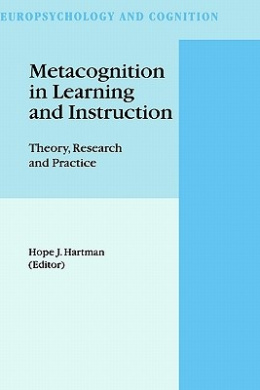 EUROPSYCHOLOGY AND COGNITION
Metacognition
in Learning
and Instruction
Theory, Research
and Practice
Hope J. Hartman
(Editor)